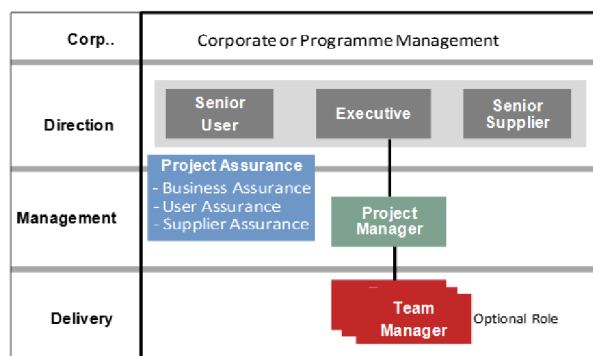 Corp..
Corporate or Programme Management
Direction
Senior
User
Executive
Senior
Supplier
Project Assurance
- Business Assurance
- User Assurance
- Supplier Assurance
Management
Project
Manager
Delivery
Team
Manager
Optional Role